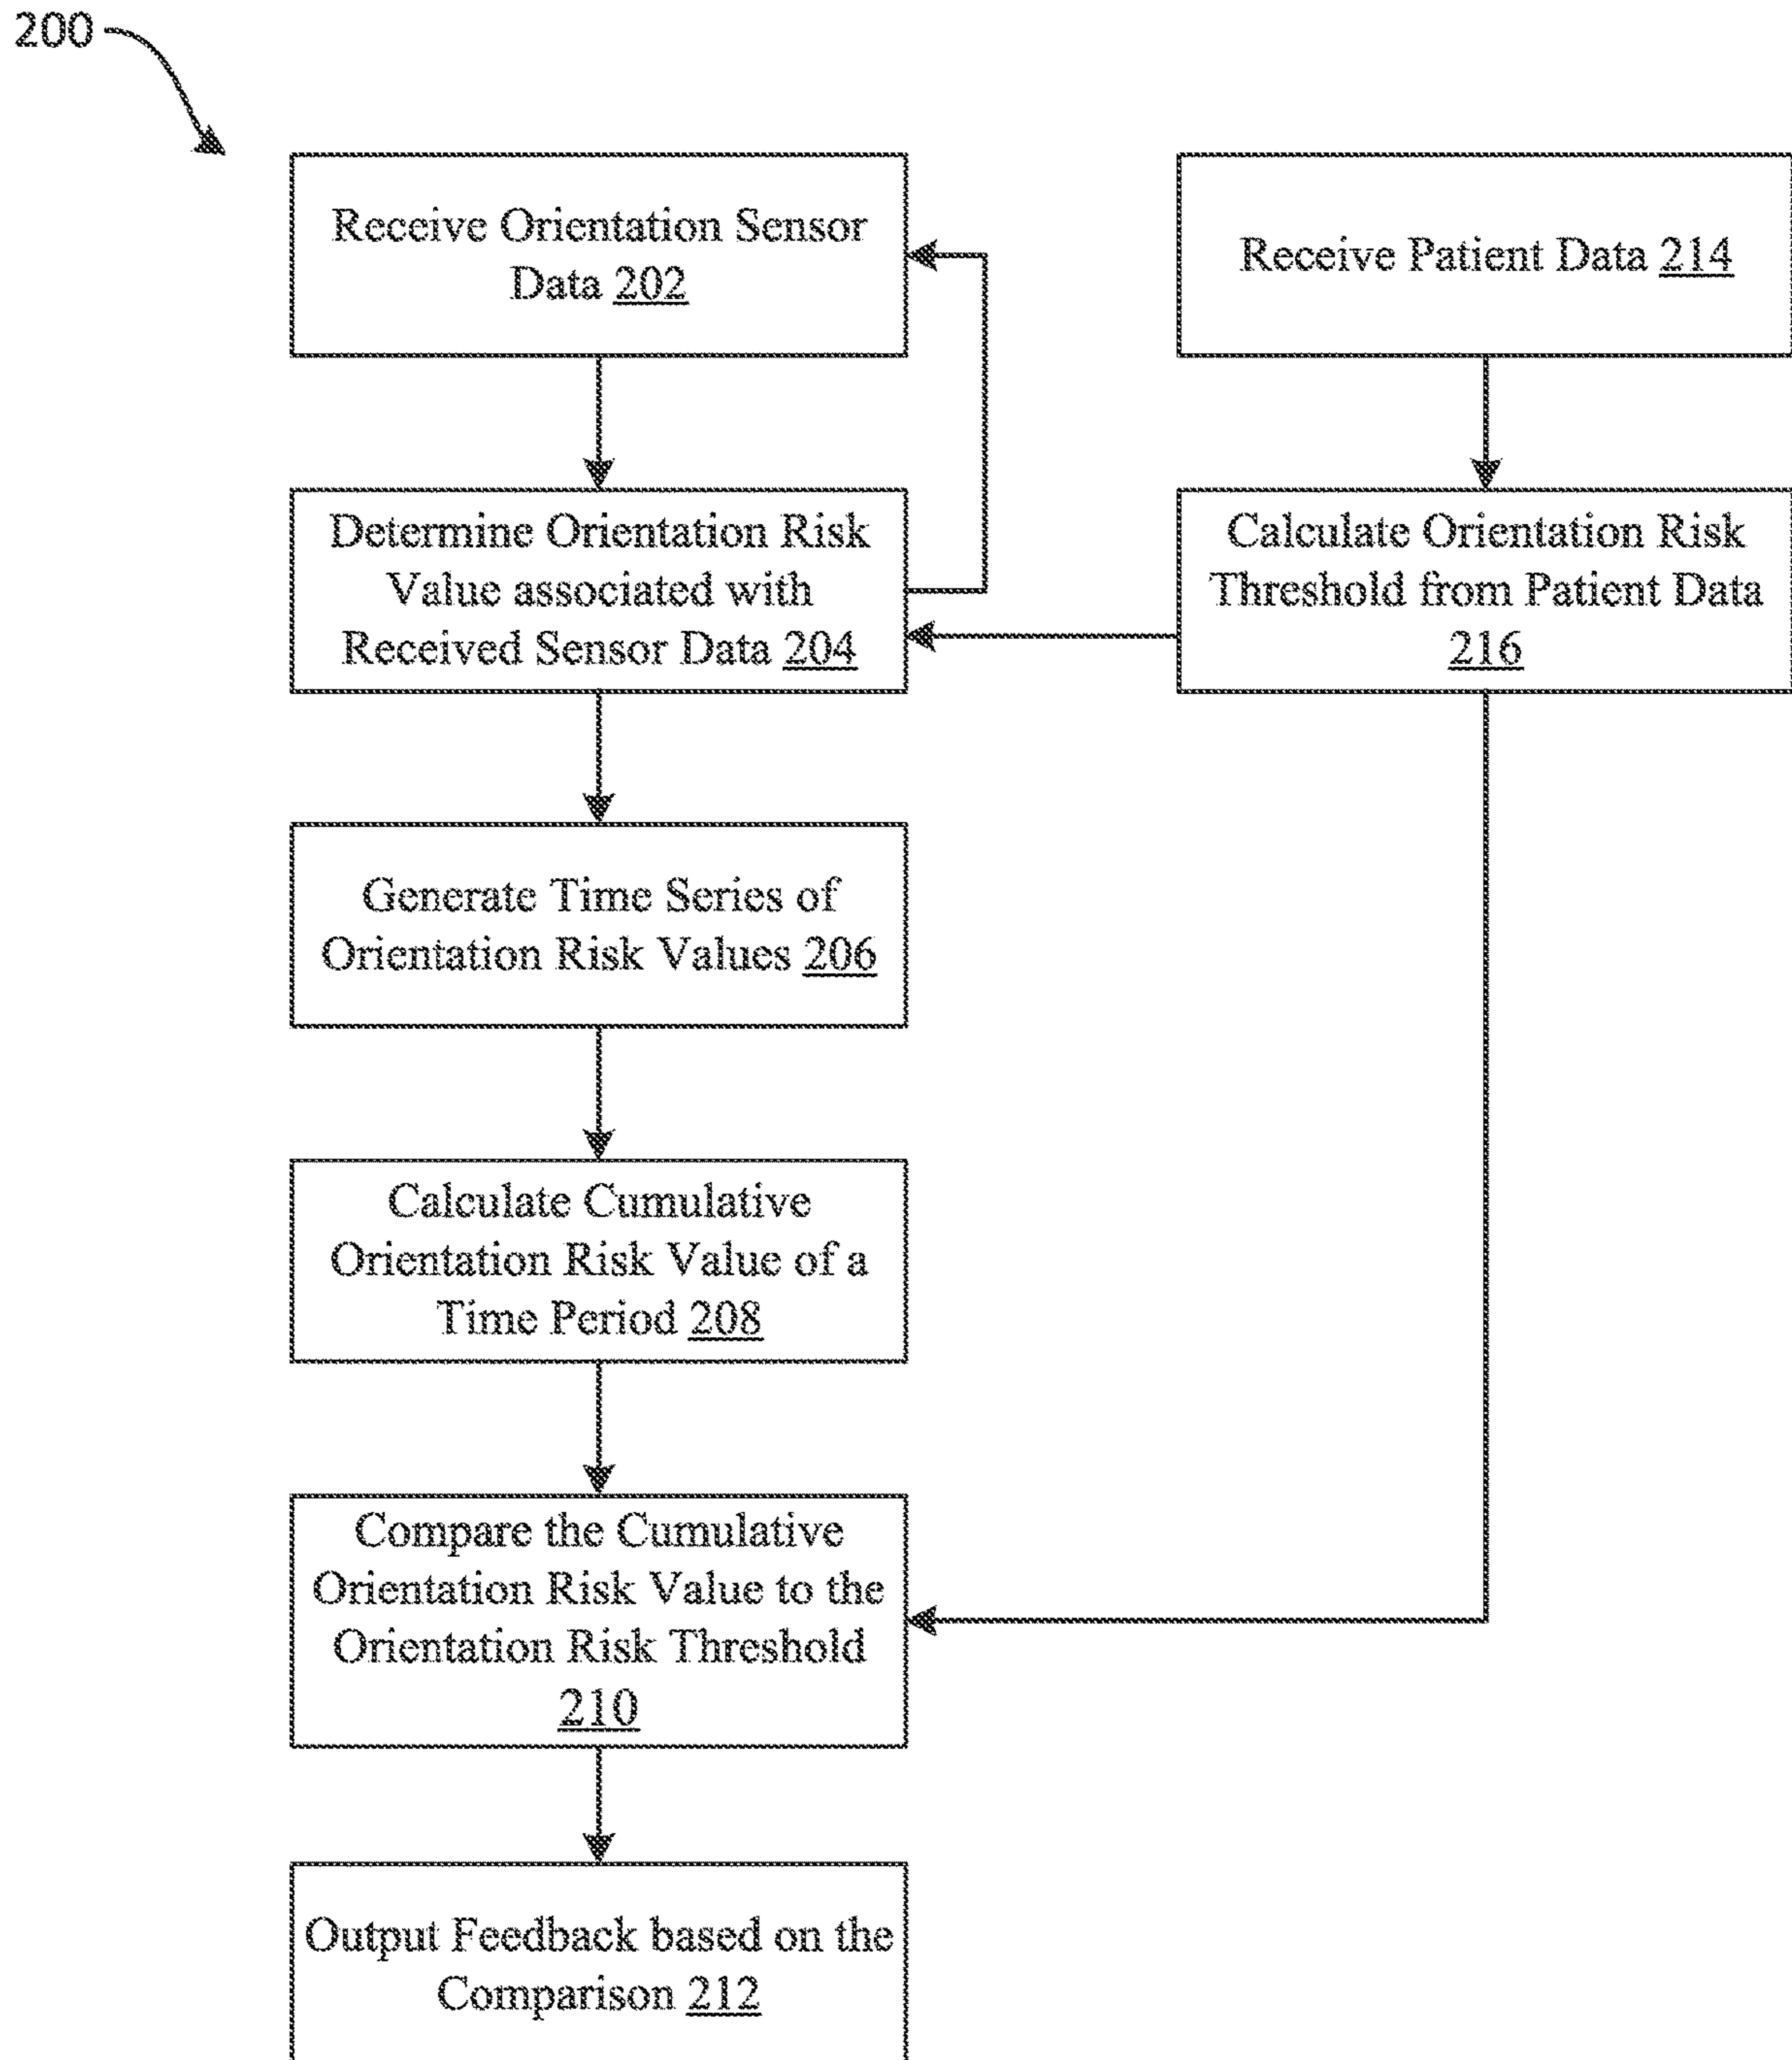 200
Receive Orientation Sensor
Data 202
Receive Patient Data 214
Determine Orientation Risk
Value associated with
Received Sensor Data 204
Calculate Orientation Risk
Threshold from Patient Data
216
Generate Time Series of
Orientation Risk Values 206
Calculate Cumulative
Orientation Risk Value of a
Time Period 208
Compare the Cumulative
Orientation Risk Value to the
Orientation Risk Threshold
210
Output Feedback based on the
Comparison 212